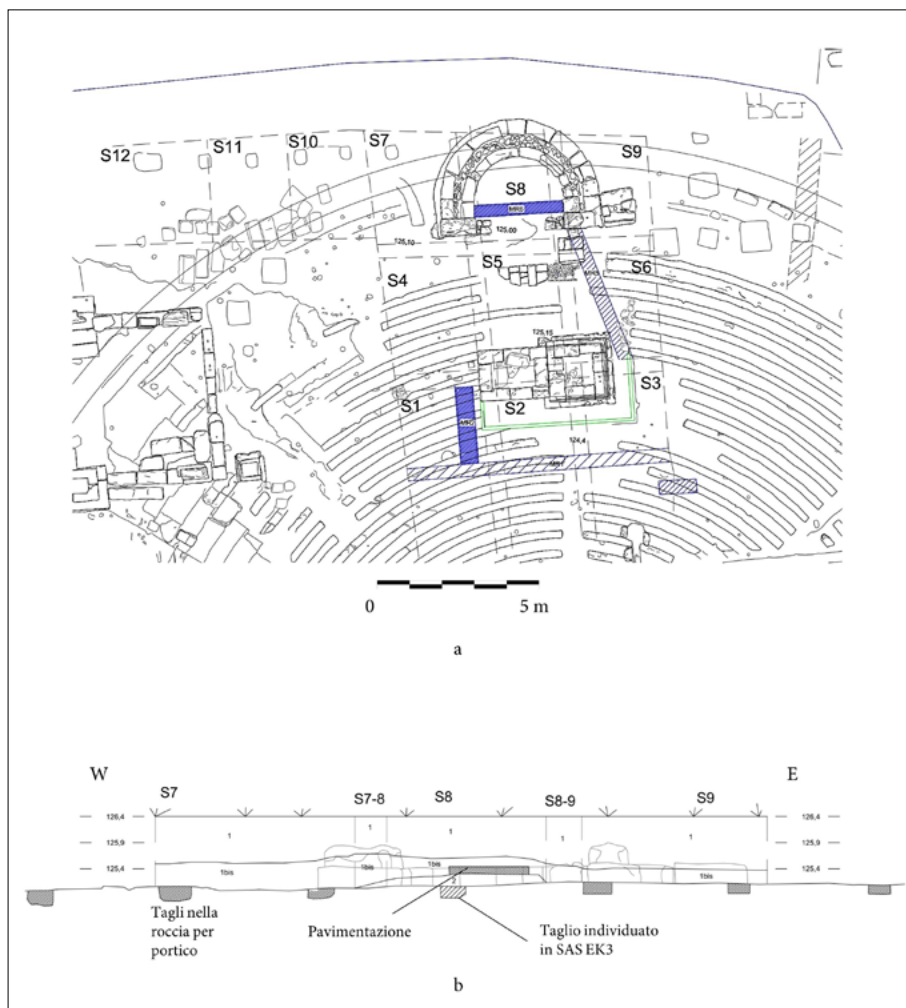 S12
S11
S10
S7
S9
S8
125,00
126,10
S4
S5
S6
125,15
S1
S2
S3
124,4
0 5 m
a
W E
S7 S7-8 S8 S8-9 S9
126,4 126,4
1 1 1 1 1
125,9 125,9
125,4 1bis 1bis 1bis 1bis 125,4
2
Tagli nella
roccia per
portico
Pavimentazione
Taglio individuato
in SAS EK3
b